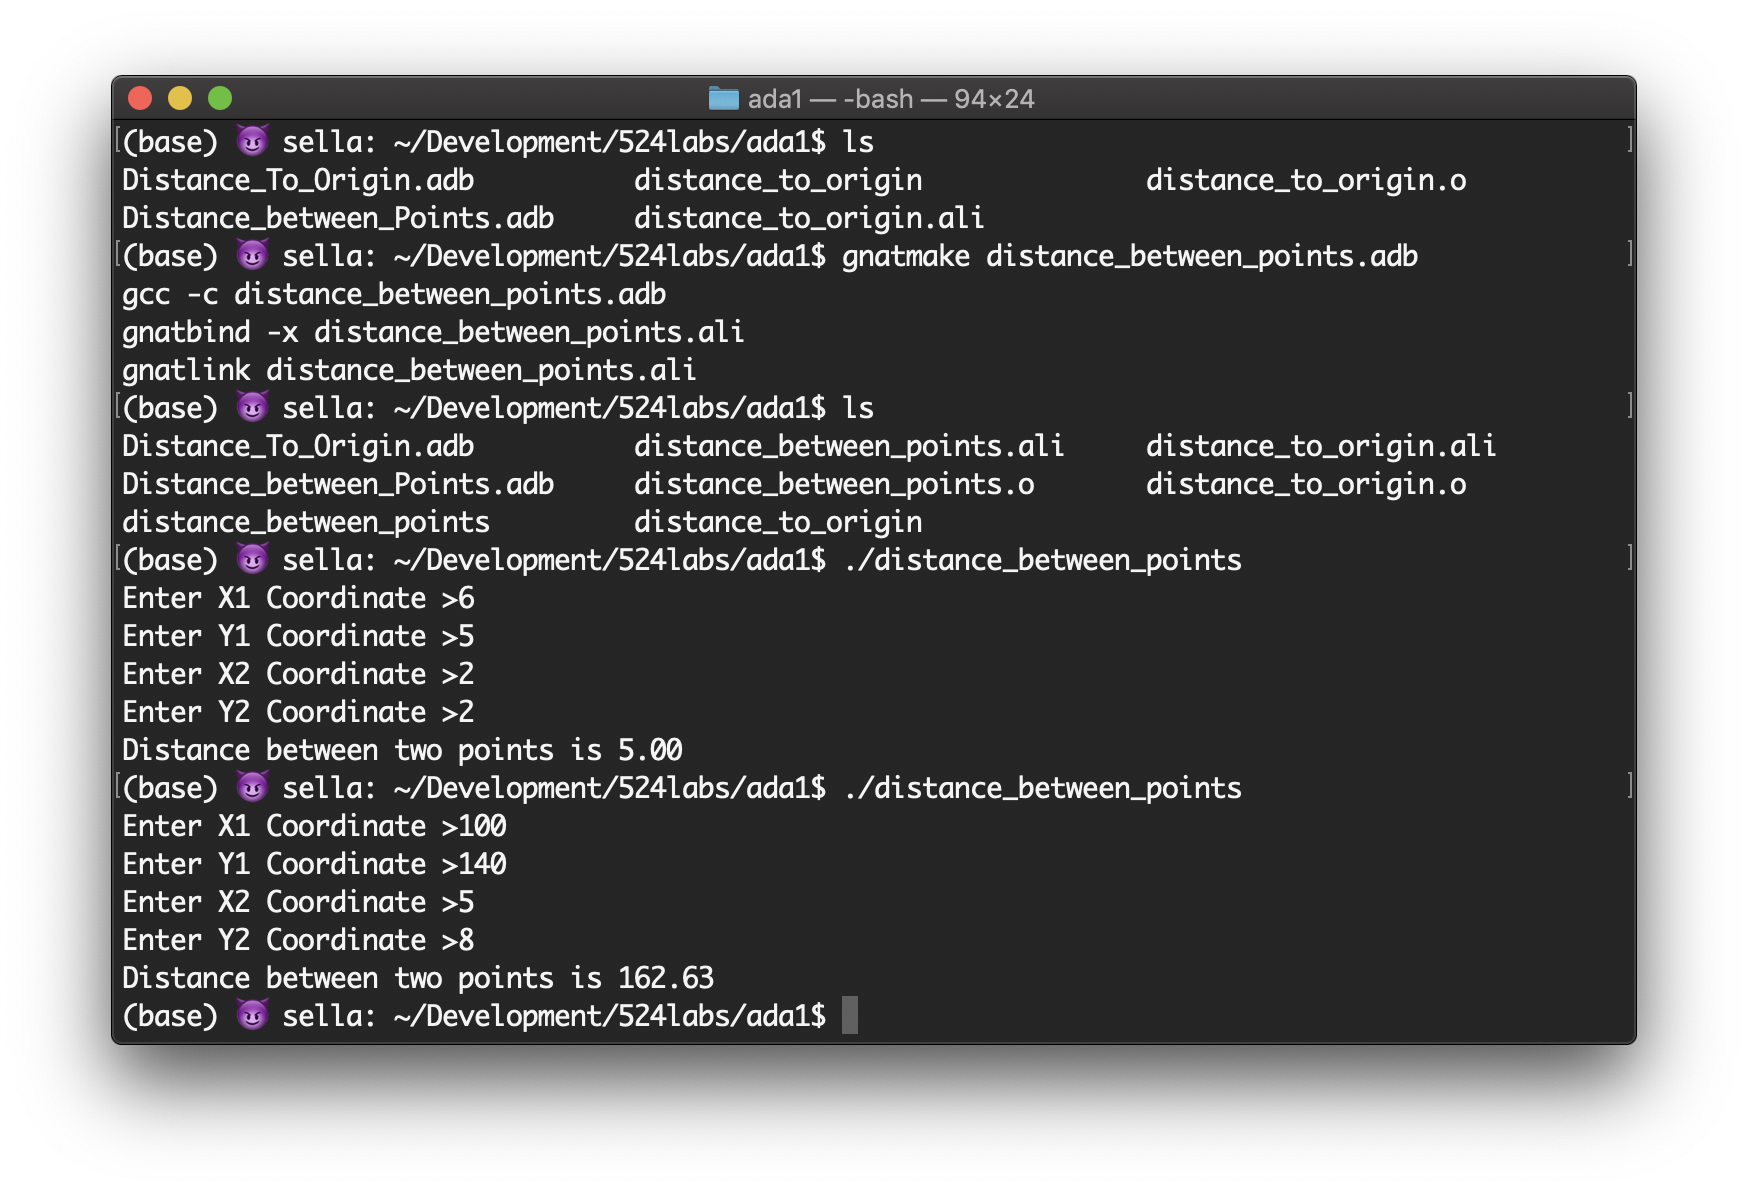 ada1 — -bash — 94×24
(base) 😈 sella: ~/Development/524labs/ada1$ ls
Distance_To_Origin.adb          distance_to_origin              distance_to_origin.o
Distance_between_Points.adb     distance_to_origin.ali
(base) 😈 sella: ~/Development/524labs/ada1$ gnatmake distance_between_points.adb
gcc -c distance_between_points.adb
gnatbind -x distance_between_points.ali
gnatlink distance_between_points.ali
(base) 😈 sella: ~/Development/524labs/ada1$ ls
Distance_To_Origin.adb          distance_between_points.ali     distance_to_origin.ali
Distance_between_Points.adb     distance_between_points.o       distance_to_origin.o
distance_between_points         distance_to_origin
(base) 😈 sella: ~/Development/524labs/ada1$ ./distance_between_points
Enter X1 Coordinate >6
Enter Y1 Coordinate >5
Enter X2 Coordinate >2
Enter Y2 Coordinate >2
Distance between two points is 5.00
(base) 😈 sella: ~/Development/524labs/ada1$ ./distance_between_points
Enter X1 Coordinate >100
Enter Y1 Coordinate >140
Enter X2 Coordinate >5
Enter Y2 Coordinate >8
Distance between two points is 162.63
(base) 😈 sella: ~/Development/524labs/ada1$